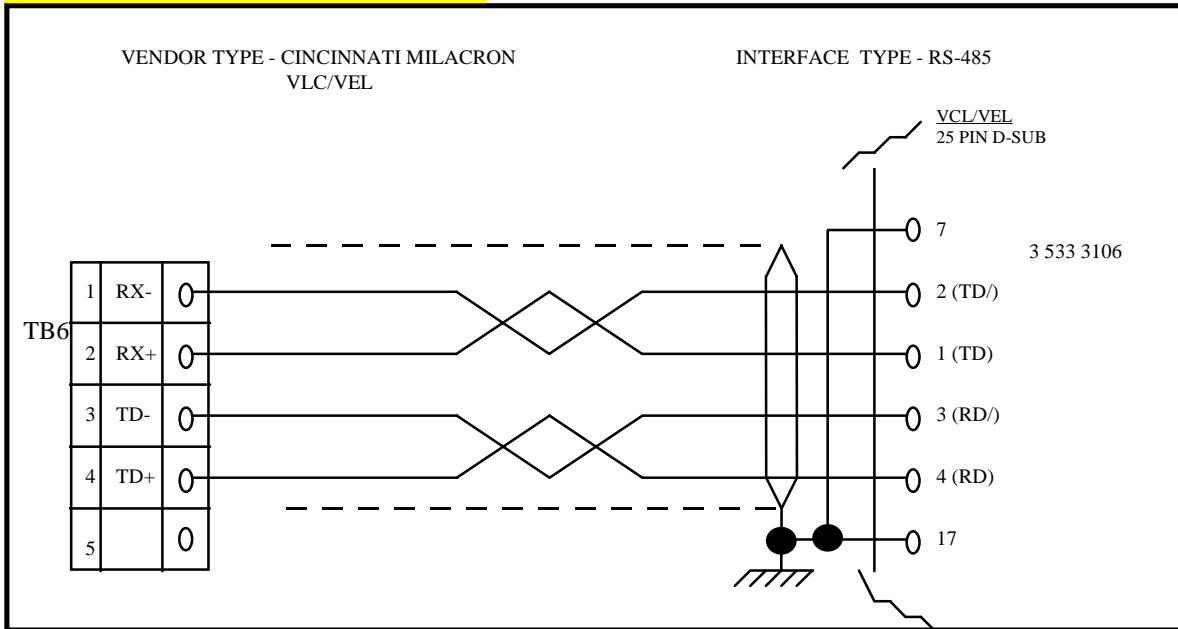 VENDOR TYPE - CINCINNATI MILACRON
VLC/VEL
INTERFACE TYPE - RS-485
VCL/VEL
25 PIN D-SUB
7
3 533 3106
TB6
1 RX-
2 (TD/)
2 RX+
1 (TD)
3 TD-
3 (RD/)
4 TD+
4 (RD)
5
17